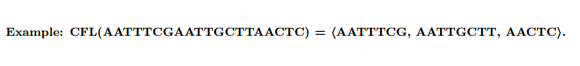 Example: CFL(AATTTCGAATTGCTTAACTC) = ⟨AATTTCG, AATTGCTT, AACTC⟩.